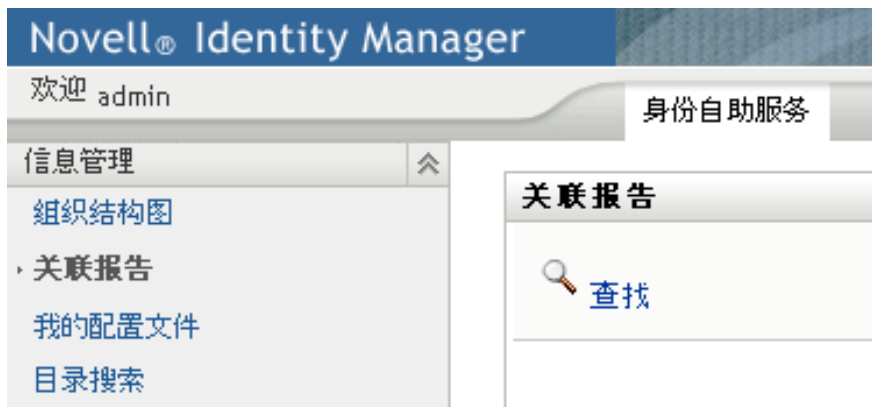 Novell® Identity Manager
欢迎 admin
身份自助服务
信息管理
组织结构图
关联报告
我的配置文件
目录搜索
关联报告
查找